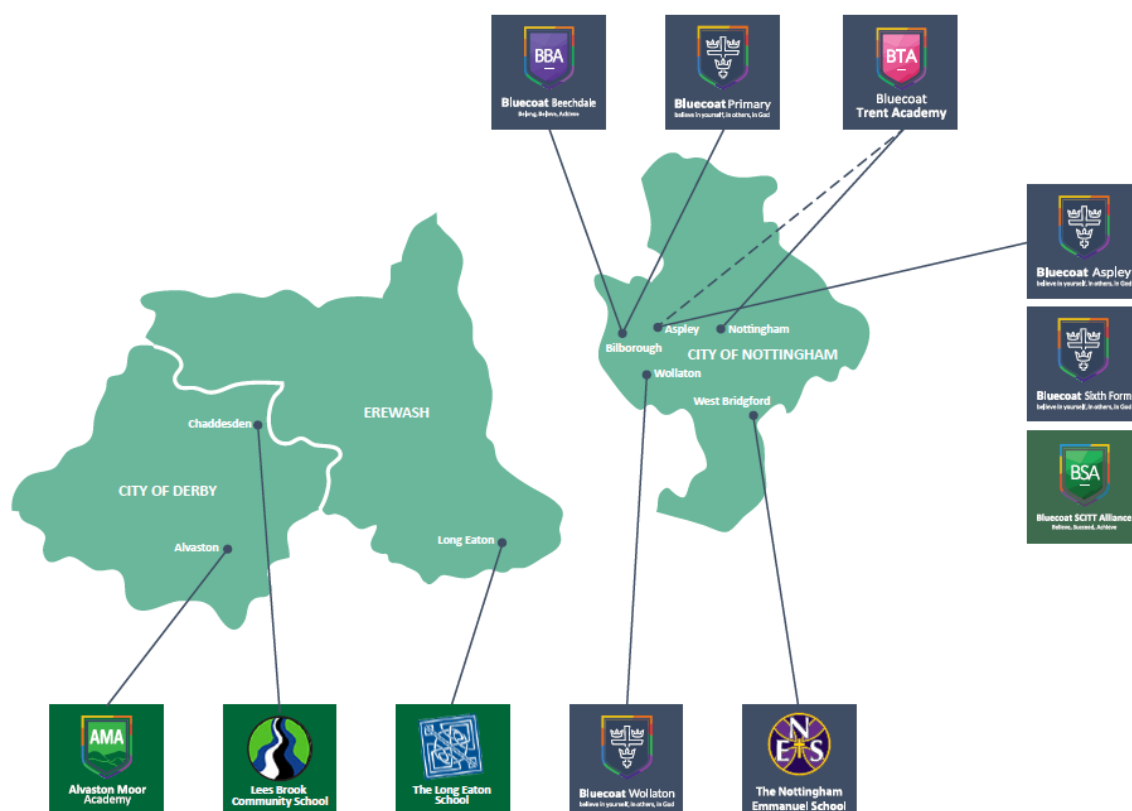 BBA
Bluecoat Beechdale
Belong, Believe, Achieve
Bluecoat Primary
believe in yourself, in others, in God
BTA
Bluecoat
Trent Academy
Bluecoat Aspley
believe in yourself, in others, in God
Aspley
Nottingham
Bilborough
CITY OF NOTTINGHAM
Wollaton
Bluecoat Sixth Form
believe in yourself, in others, in God
West Bridgford
EREWASH
Chaddesden
BSA
Bluecoat SCITT Alliance
Believe, Succeed, Achieve
CITY OF DERBY
Long Eaton
Alvaston
AMA
Alvaston Moor
Academy
Lees Brook
Community School
The Long Eaton
School
Bluecoat Wollaton
believe in yourself, in others, in God
N
E S
The Nottingham
Emmanuel School